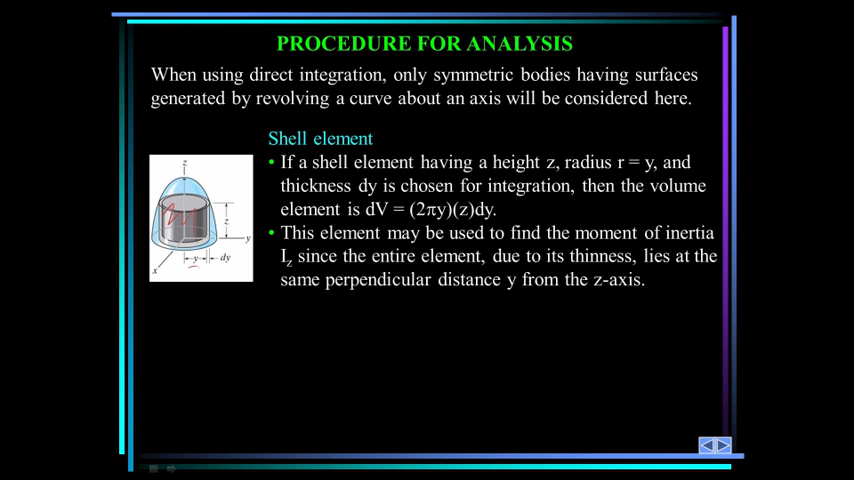 PROCEDURE FOR ANALYSIS
When using direct integration, only symmetric bodies having surfaces
generated by revolving a curve about an axis will be considered here.
Shell element
• If a shell element having a height z, radius r = y, and
thickness dy is chosen for integration, then the volume
element is dV = (2πy)(z)dy.
• This element may be used to find the moment of inertia
I_z since the entire element, due to its thinness, lies at the
same perpendicular distance y from the z-axis.
z
z
y
y
dy
x